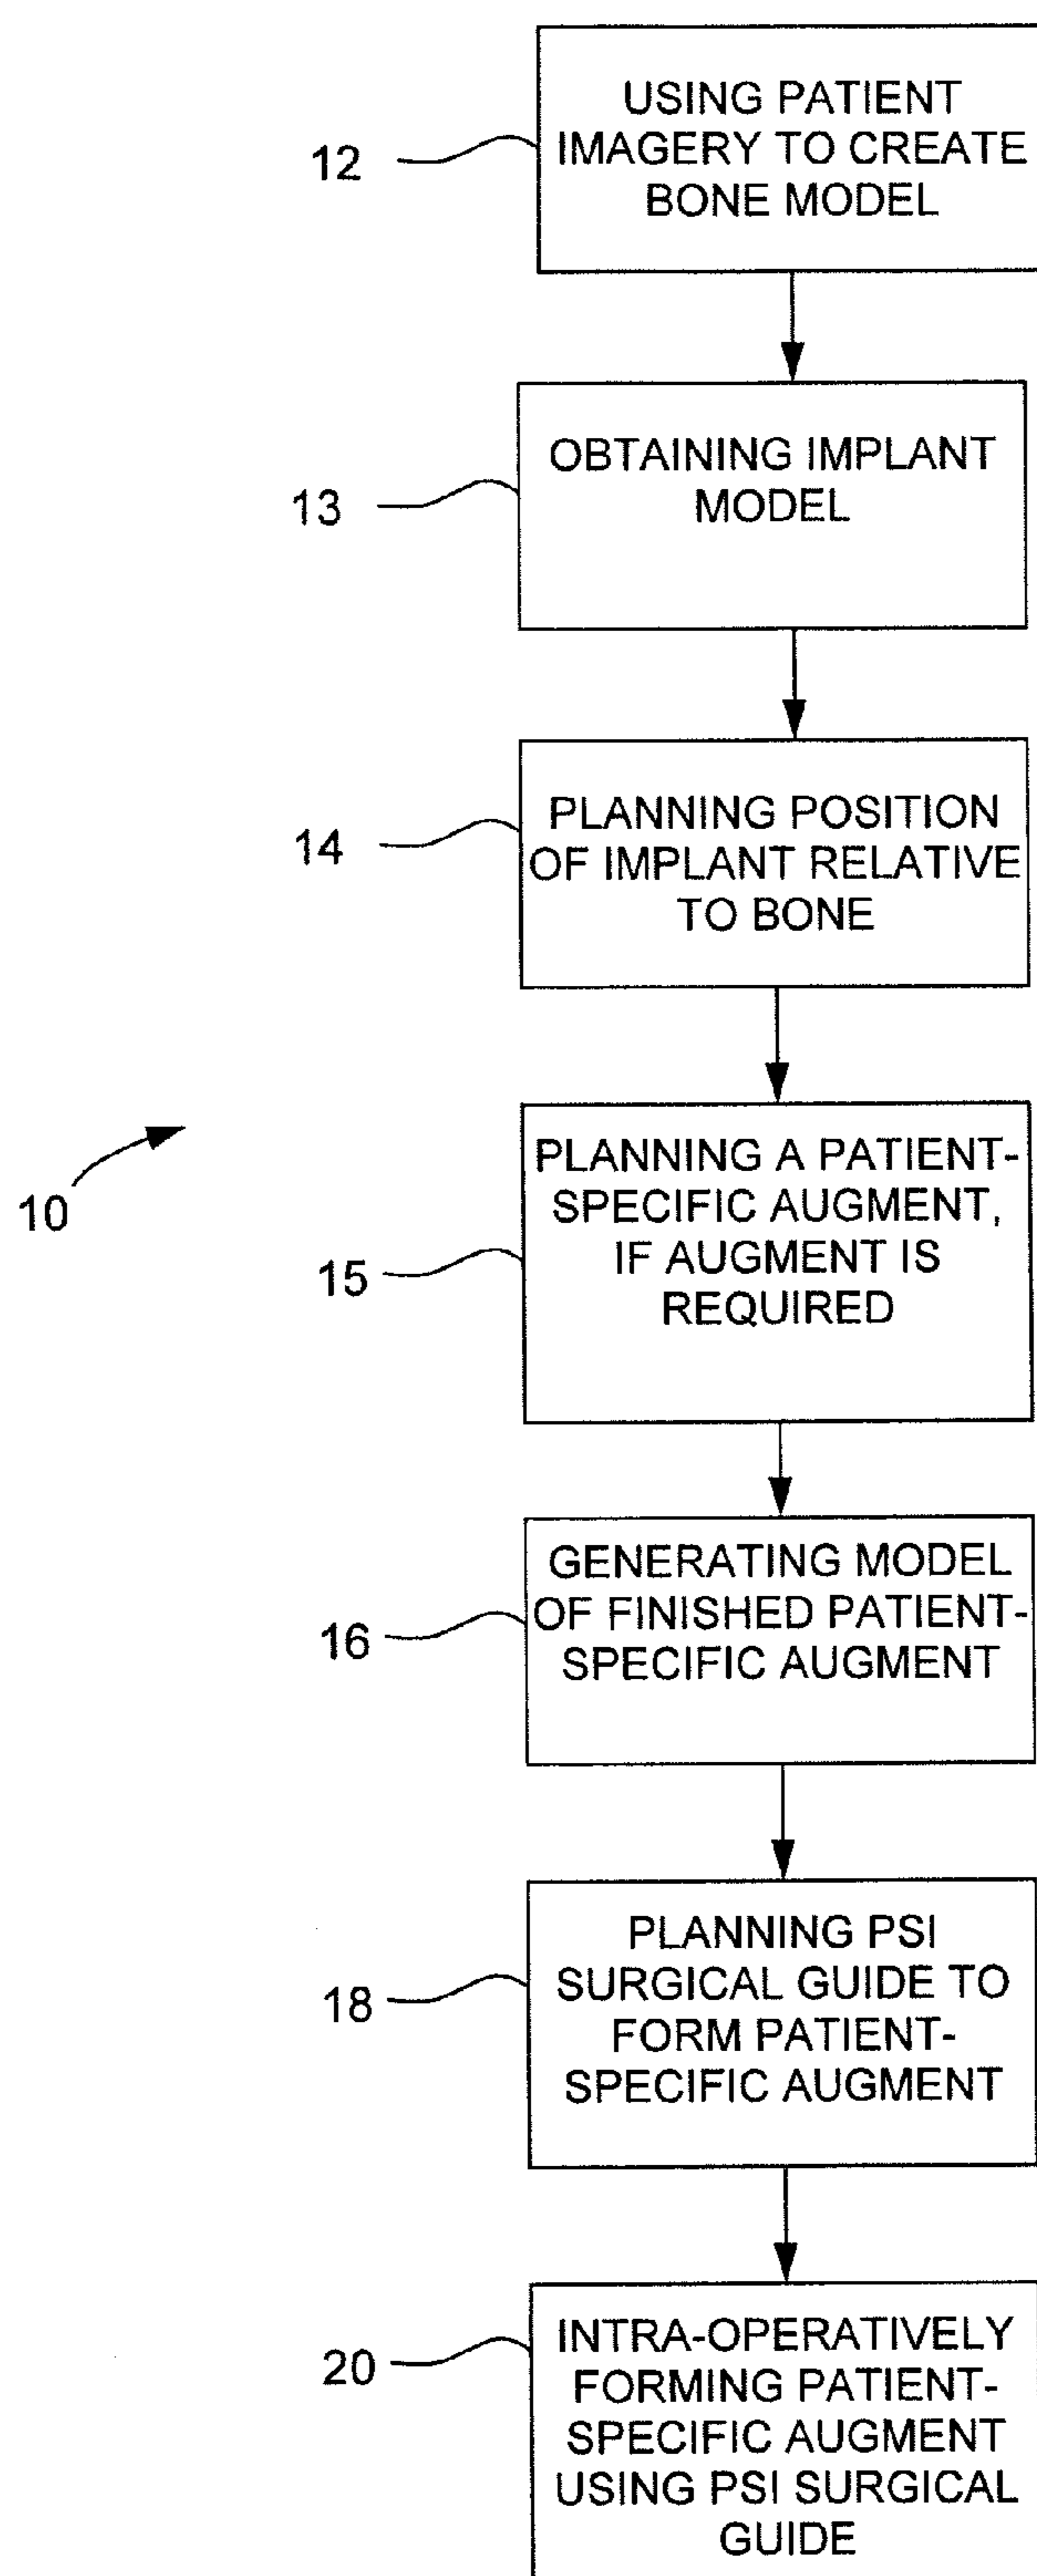 USING PATIENT
IMAGERY TO CREATE
BONE MODEL
12
OBTAINING IMPLANT
MODEL
13
PLANNING POSITION
OF IMPLANT RELATIVE
TO BONE
14
10
PLANNING A PATIENT-
SPECIFIC AUGMENT,
IF AUGMENT IS
REQUIRED
15
GENERATING MODEL
OF FINISHED PATIENT-
SPECIFIC AUGMENT
16
PLANNING PSI
SURGICAL GUIDE TO
FORM PATIENT-
SPECIFIC AUGMENT
18
INTRA-OPERATIVELY
FORMING PATIENT-
SPECIFIC AUGMENT
USING PSI SURGICAL
GUIDE
20